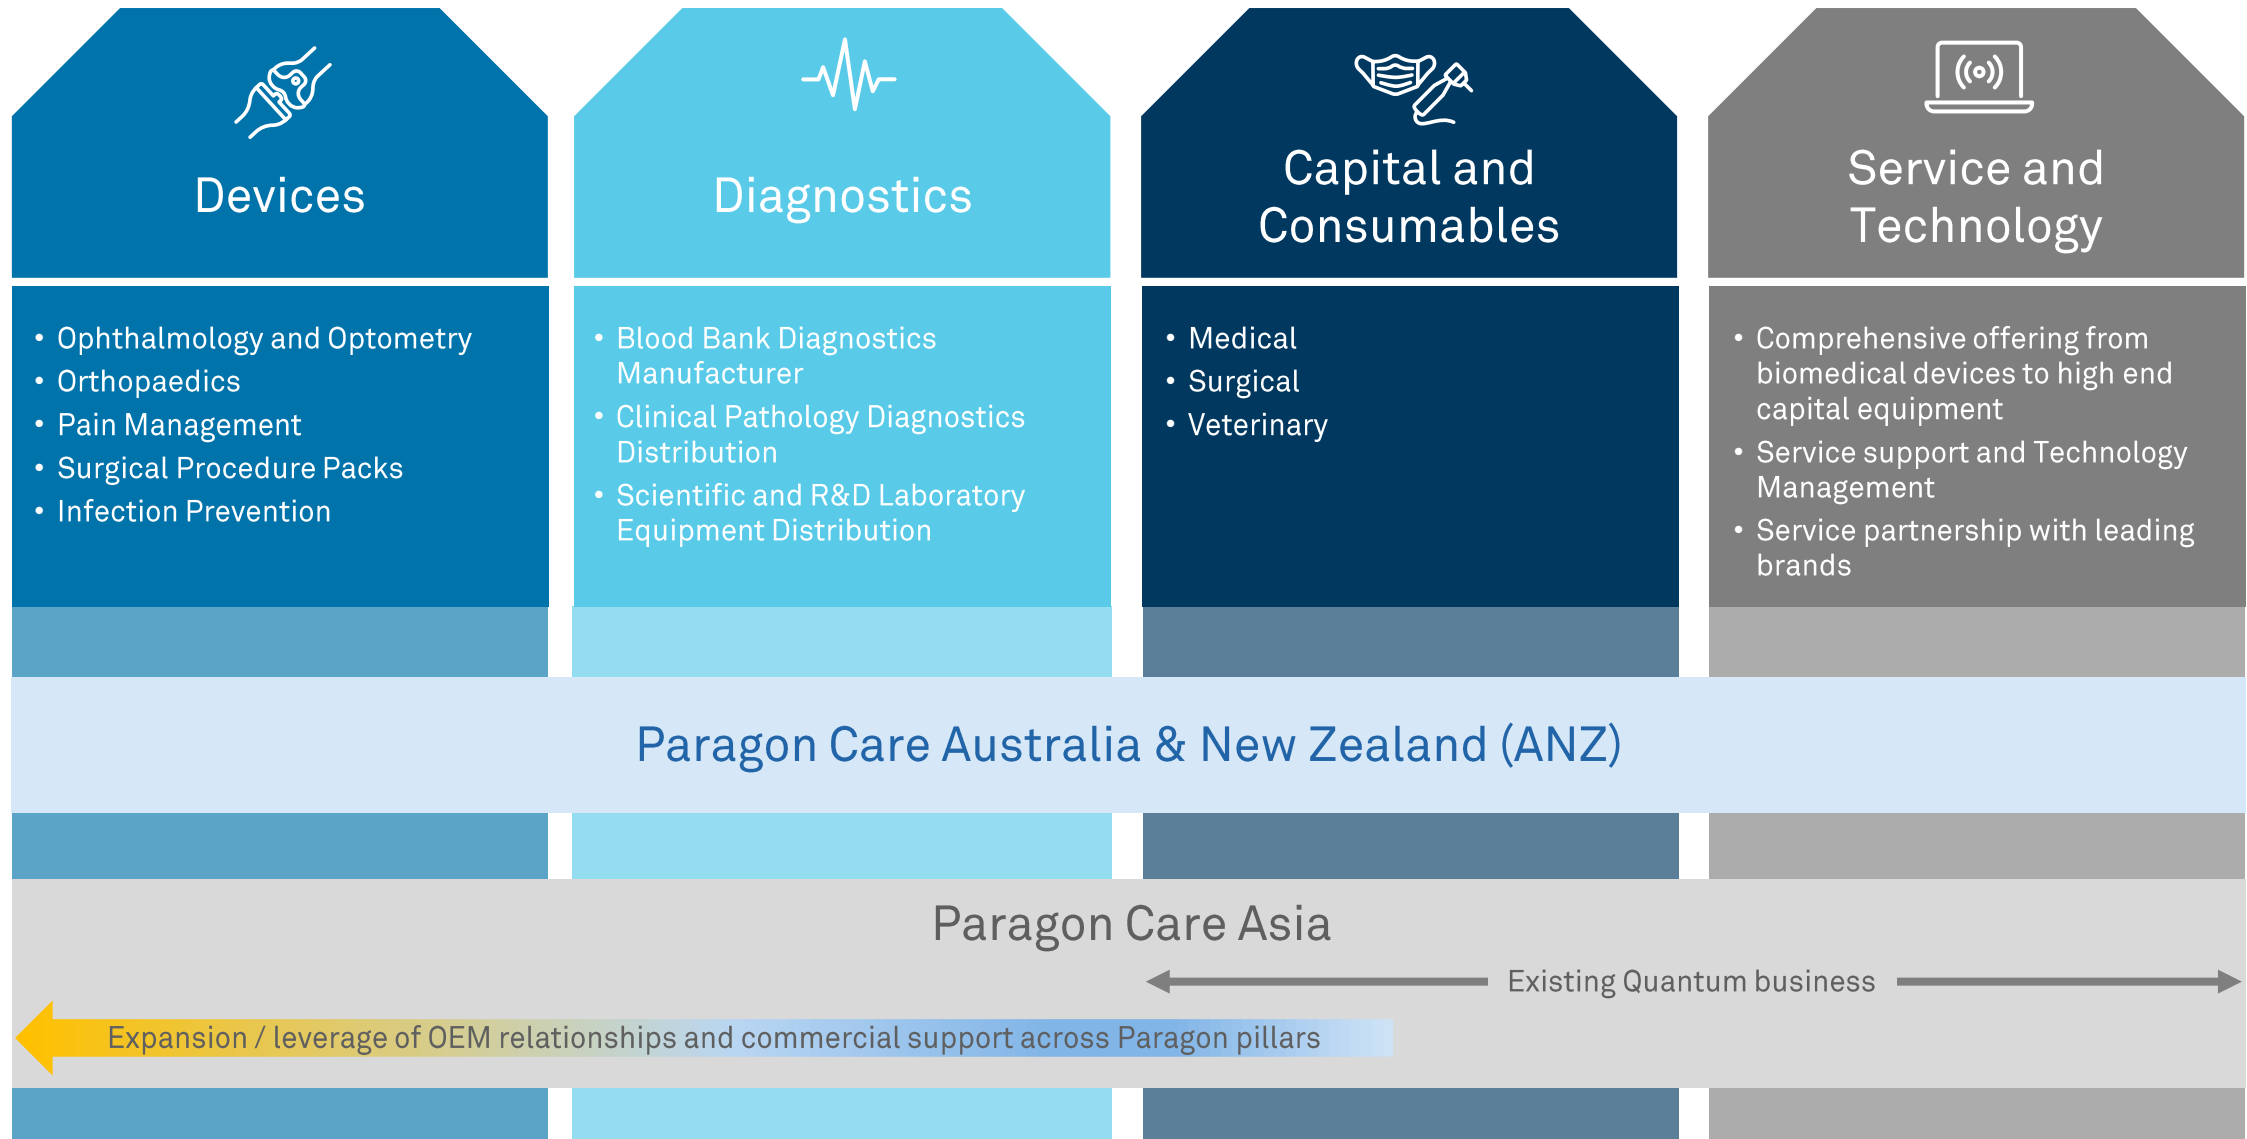 Devices
Diagnostics
Capital and
Consumables
Service and
Technology
• Ophthalmology and Optometry
• Orthopaedics
• Pain Management
• Surgical Procedure Packs
• Infection Prevention
• Blood Bank Diagnostics
Manufacturer
• Clinical Pathology Diagnostics
Distribution
• Scientific and R&D Laboratory
Equipment Distribution
• Medical
• Surgical
• Veterinary
• Comprehensive offering from
biomedical devices to high end
capital equipment
• Service support and Technology
Management
• Service partnership with leading
brands
Paragon Care Australia & New Zealand (ANZ)
Paragon Care Asia
Existing Quantum business
Expansion / leverage of OEM relationships and commercial support across Paragon pillars